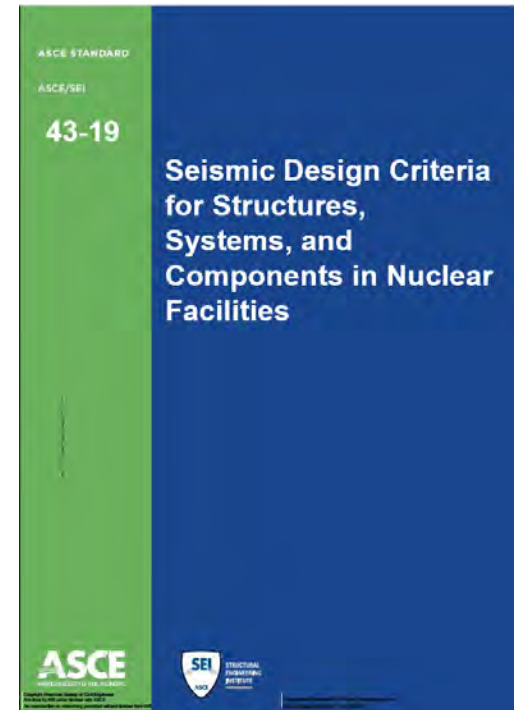 ASCE STANDARD
ASCE/SEI
43-19
Seismic Design Criteria
for Structures,
Systems, and
Components in Nuclear
Facilities
ASCE
SEI
ASCE
STRUCTURAL
ENGINEERING
INSTITUTE